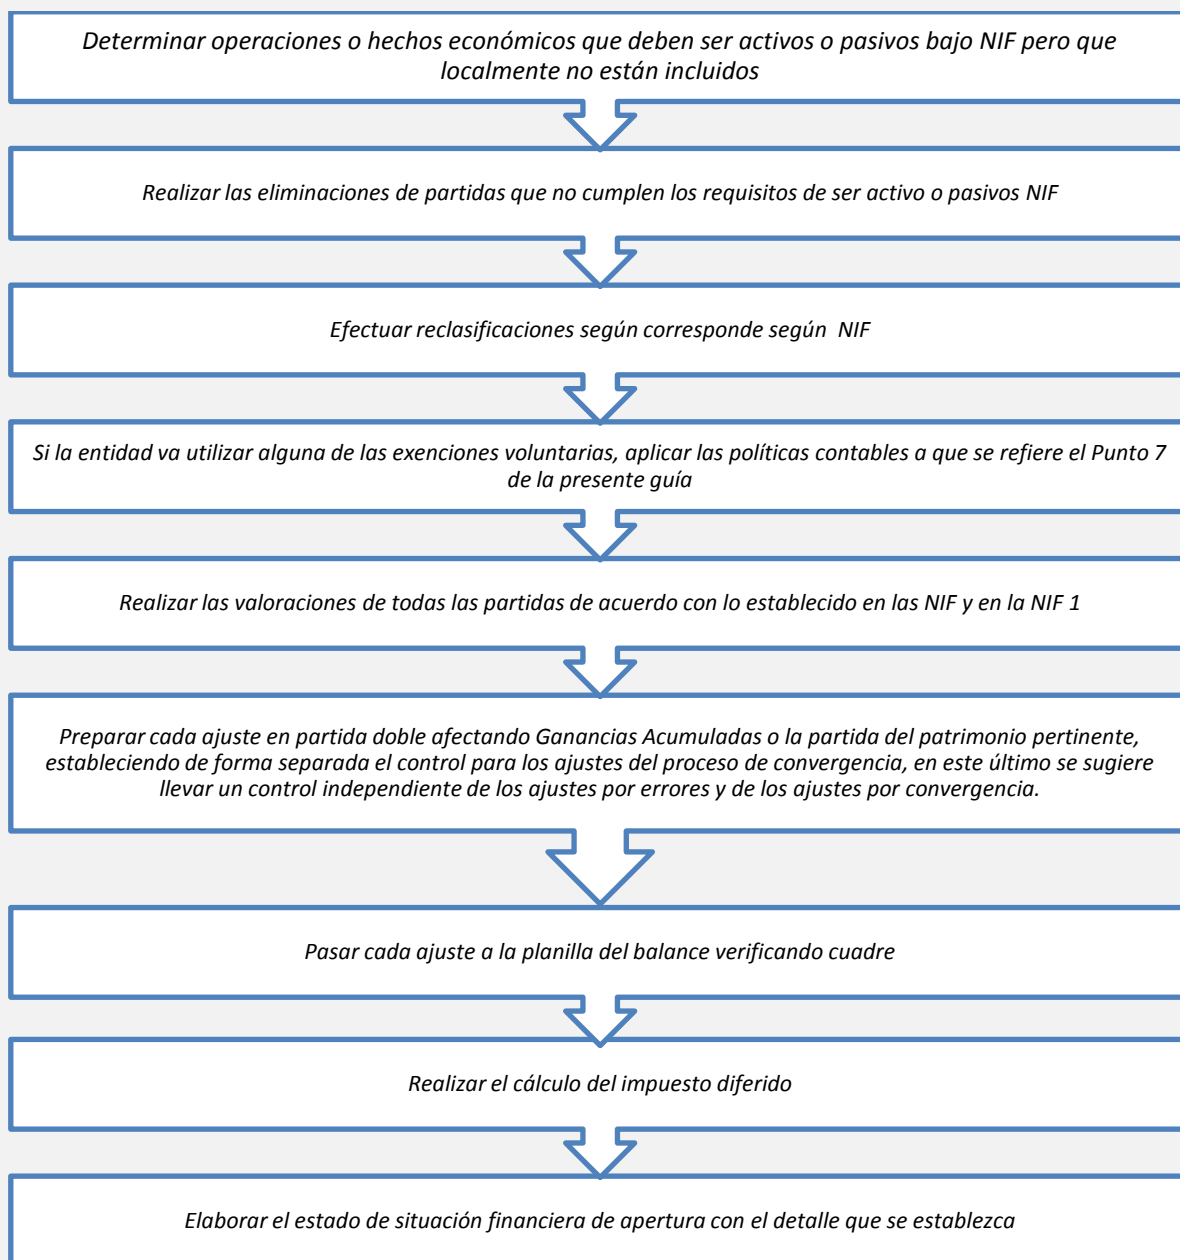 Determinar operaciones o hechos económicos que deben ser activos o pasivos bajo NIF pero que
localmente no están incluidos
Realizar las eliminaciones de partidas que no cumplen los requisitos de ser activo o pasivos NIF
Efectuar reclasificaciones según corresponde según NIF
Si la entidad va utilizar alguna de las exenciones voluntarias, aplicar las políticas contables a que se refiere el Punto 7
de la presente guía
Realizar las valoraciones de todas las partidas de acuerdo con lo establecido en las NIF y en la NIF 1
Preparar cada ajuste en partida doble afectando Ganancias Acumuladas o la partida del patrimonio pertinente,
estableciendo de forma separada el control para los ajustes del proceso de convergencia, en este último se sugiere
llevar un control independiente de los ajustes por errores y de los ajustes por convergencia.
Pasar cada ajuste a la planilla del balance verificando cuadre
Realizar el cálculo del impuesto diferido
Elaborar el estado de situación financiera de apertura con el detalle que se establezca